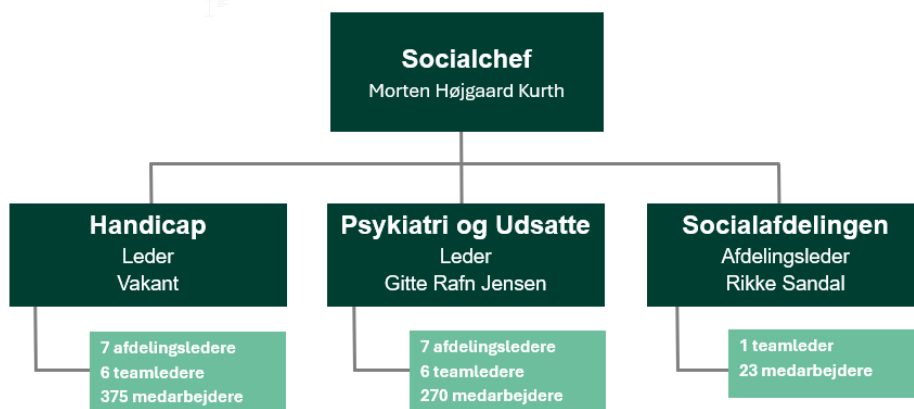 Socialchef
Morten Højgaard Kurth
Handicap
Leder
Vakant
7 afdelingsledere
6 teamledere
375 medarbejdere
Psykiatri og Udsatte
Leder
Gitte Rafn Jensen
7 afdelingsledere
6 teamledere
270 medarbejdere
Socialafdelingen
Afdelingsleder
Rikke Sandal
1 teamleder
23 medarbejdere